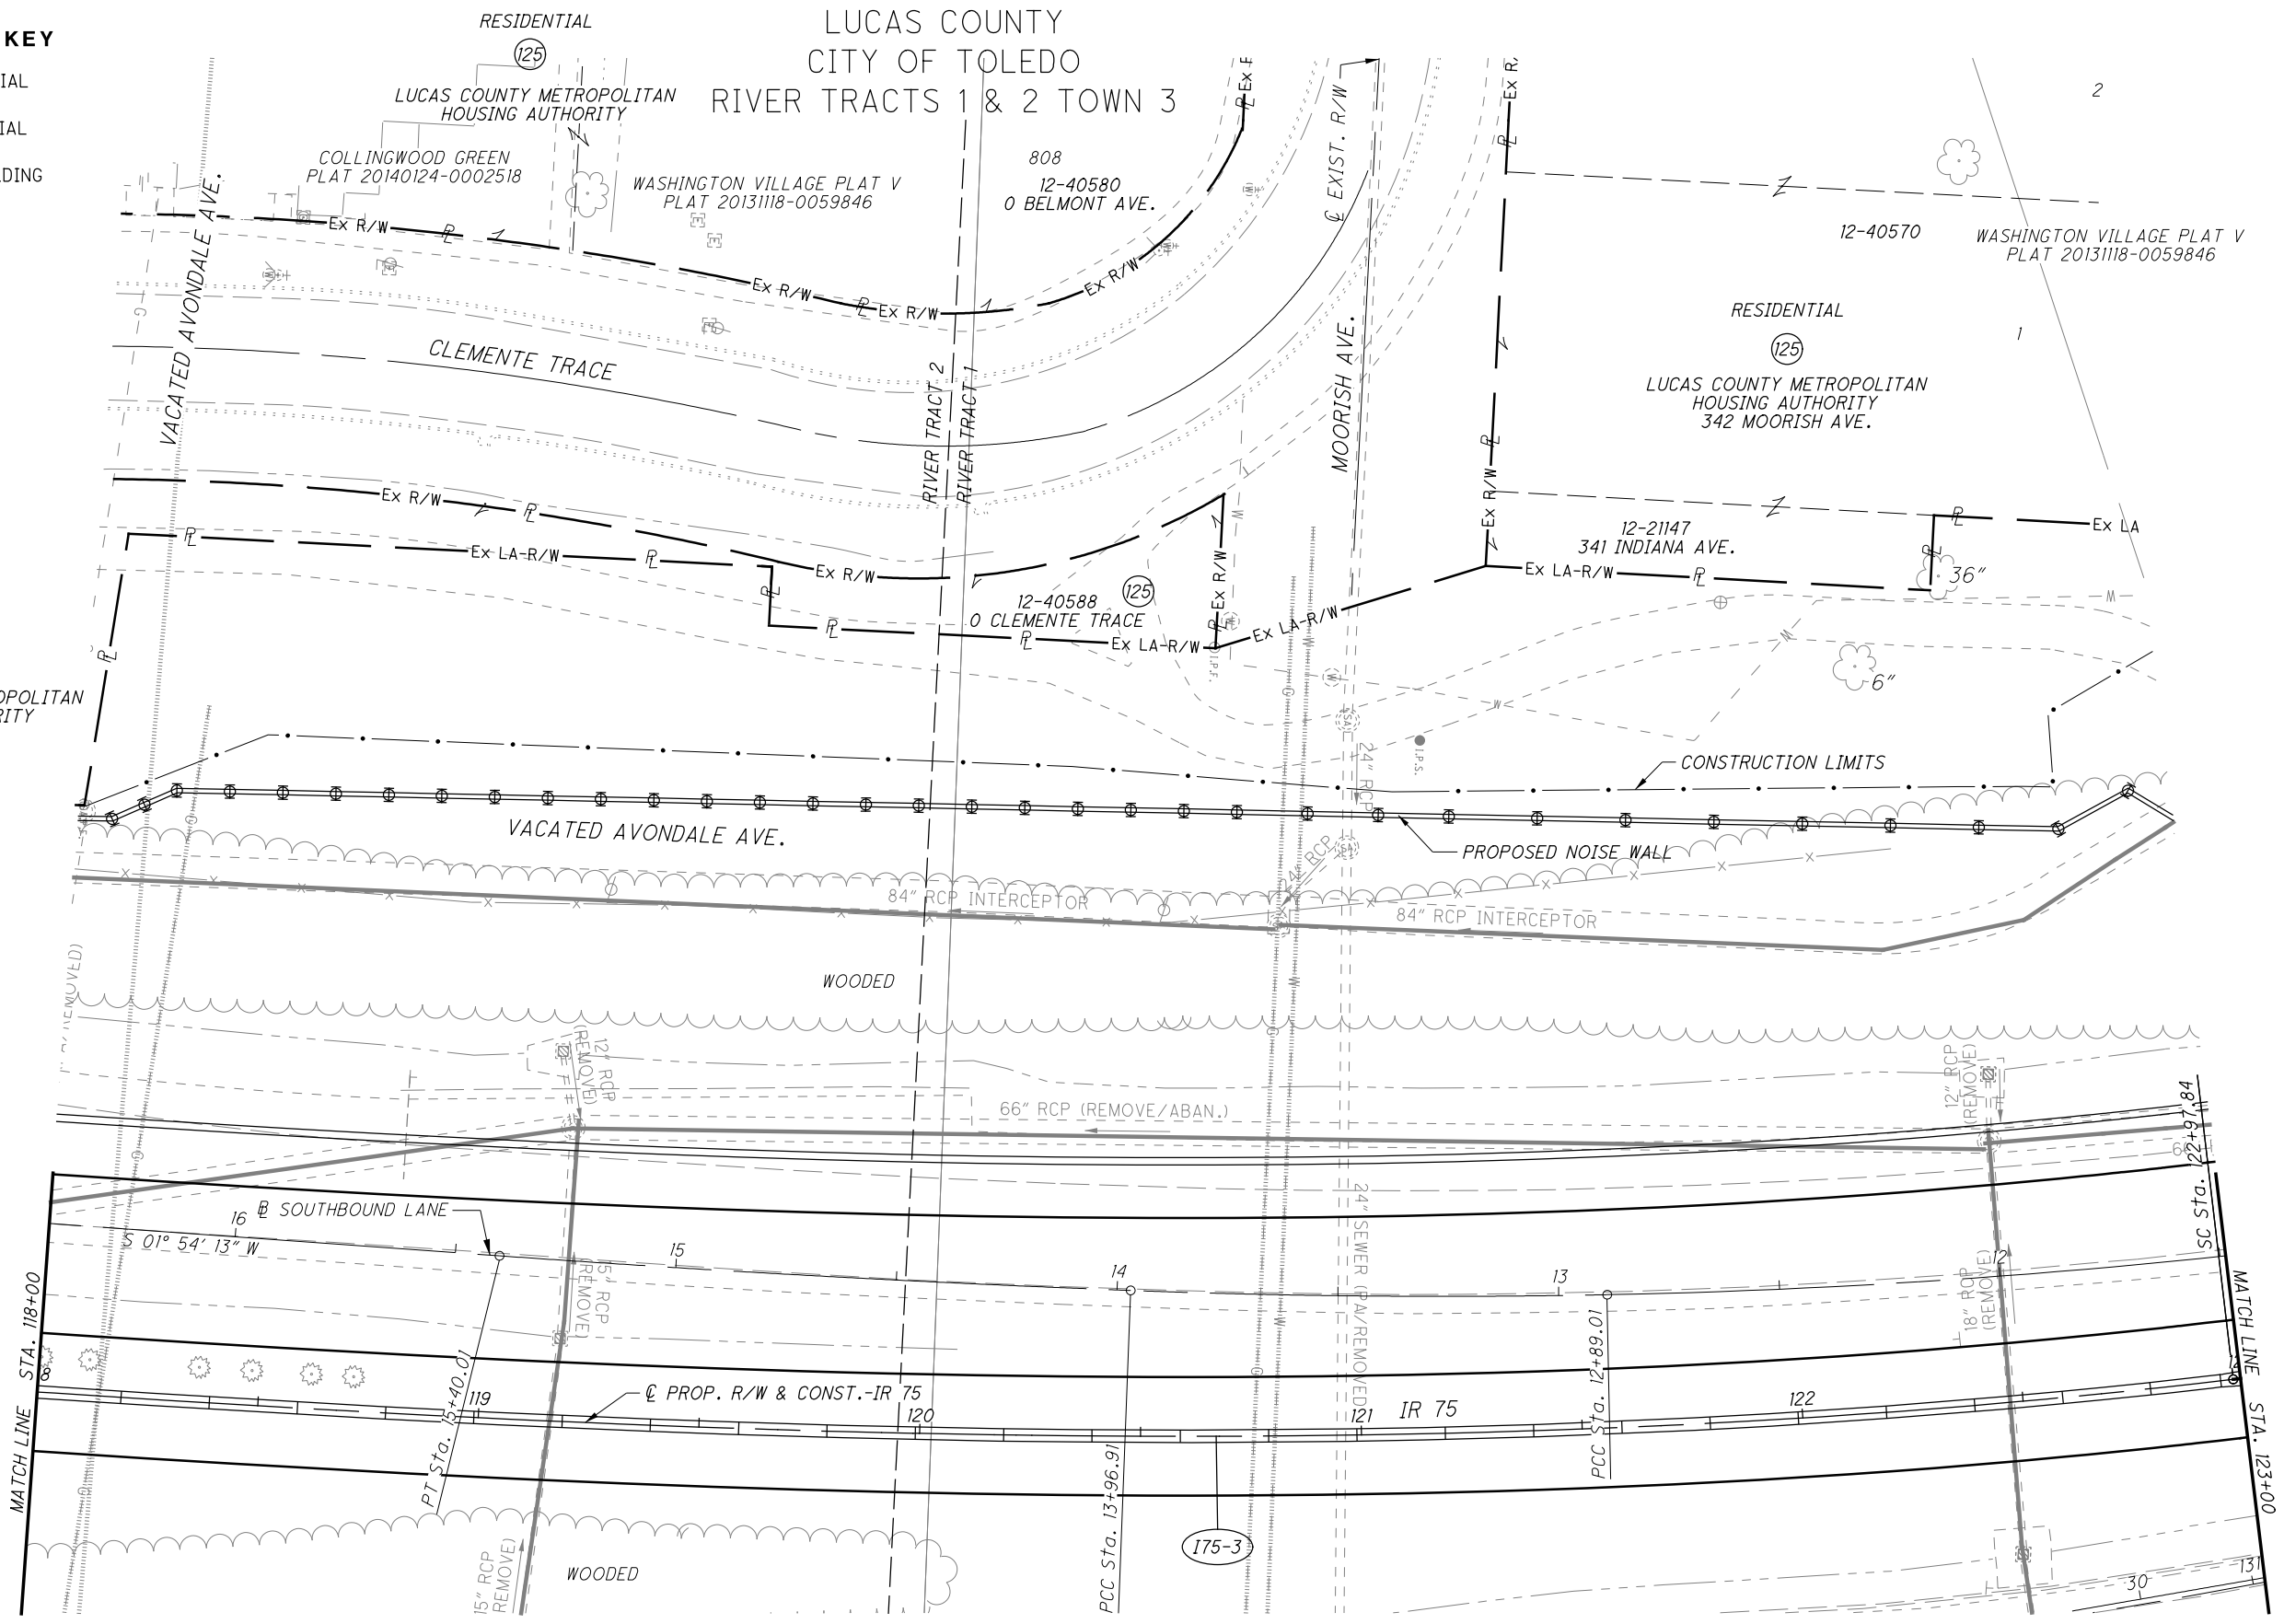 KEY
RESIDENTIAL
125
LUCAS COUNTY METROPOLITAN
HOUSING AUTHORITY
LUCAS COUNTY
CITY OF TOLEDO
RIVER TRACTS 1 & 2 TOWN 3
COLLINGWOOD GREEN
PLAT 20140124-0002518
WASHINGTON VILLAGE PLAT V
PLAT 20131118-0059846
808
12-40580
0 BELMONT AVE.
℄ EXIST. R/W
2
12-40570
WASHINGTON VILLAGE PLAT V
PLAT 20131118-0059846
RESIDENTIAL
125
LUCAS COUNTY METROPOLITAN
HOUSING AUTHORITY
342 MOORISH AVE.
1
VACATED AVONDALE AVE.
Ex R/W
Ex R/W
Ex R/W
Ex R/W
CLEMENTE TRACE
RIVER TRACT 2
RIVER TRACT 1
MOORISH AVE.
Ex R/W
Ex R/W
Ex LA-R/W
Ex R/W
Ex R/W
12-21147
341 INDIANA AVE.
Ex LA
Ex LA-R/W
36"
12-40588
0 CLEMENTE TRACE
125
Ex LA-R/W
Ex LA-R/W
I.P.F.
6"
I.P.S.
24" RCP
CONSTRUCTION LIMITS
VACATED AVONDALE AVE.
PROPOSED NOISE WALL
84" RCP INTERCEPTOR
84" RCP INTERCEPTOR
WOODED
12" RCP
(REMOVE)
66" RCP (REMOVE/ABAN.)
12" RCP
(REMOVE)
SC Sta. 122+97.84
℄ SOUTHBOUND LANE
S 01° 54' 13" W
16
15
14
13
12
15" RCP
(REMOVE)
24" SEWER (PA/REMOVED)
18" RCP
(REMOVE)
MATCH LINE STA. 118+00
PT Sta. 15+40.01
PCC Sta. 13+96.91
PCC Sta. 12+89.01
MATCH LINE STA. 123+00
℄ PROP. R/W & CONST.-IR 75
119
120
121
IR 75
122
I75-3
WOODED
15" RCP
(REMOVE)
30
131